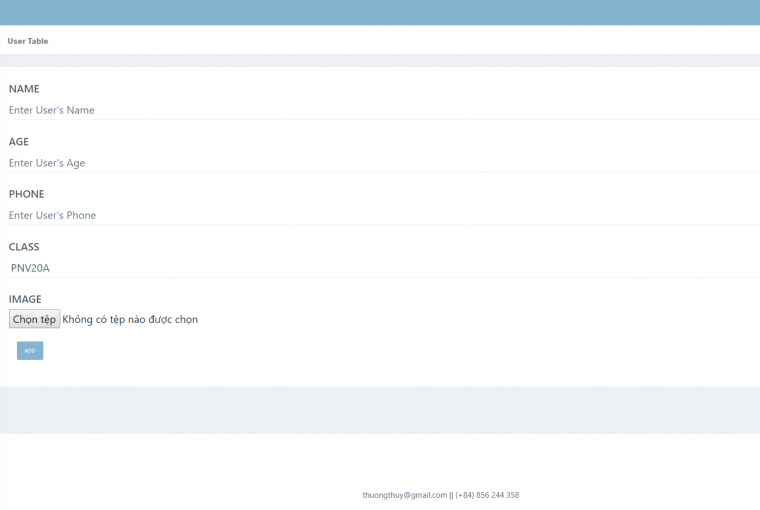 User Table
NAME
Enter User's Name
AGE
Enter User's Age
PHONE
Enter User's Phone
CLASS
PNV20A
IMAGE
Chọn tệp Không có tệp nào được chọn
ADD
thuongthuy@gmail.com || (+84) 856 244 358